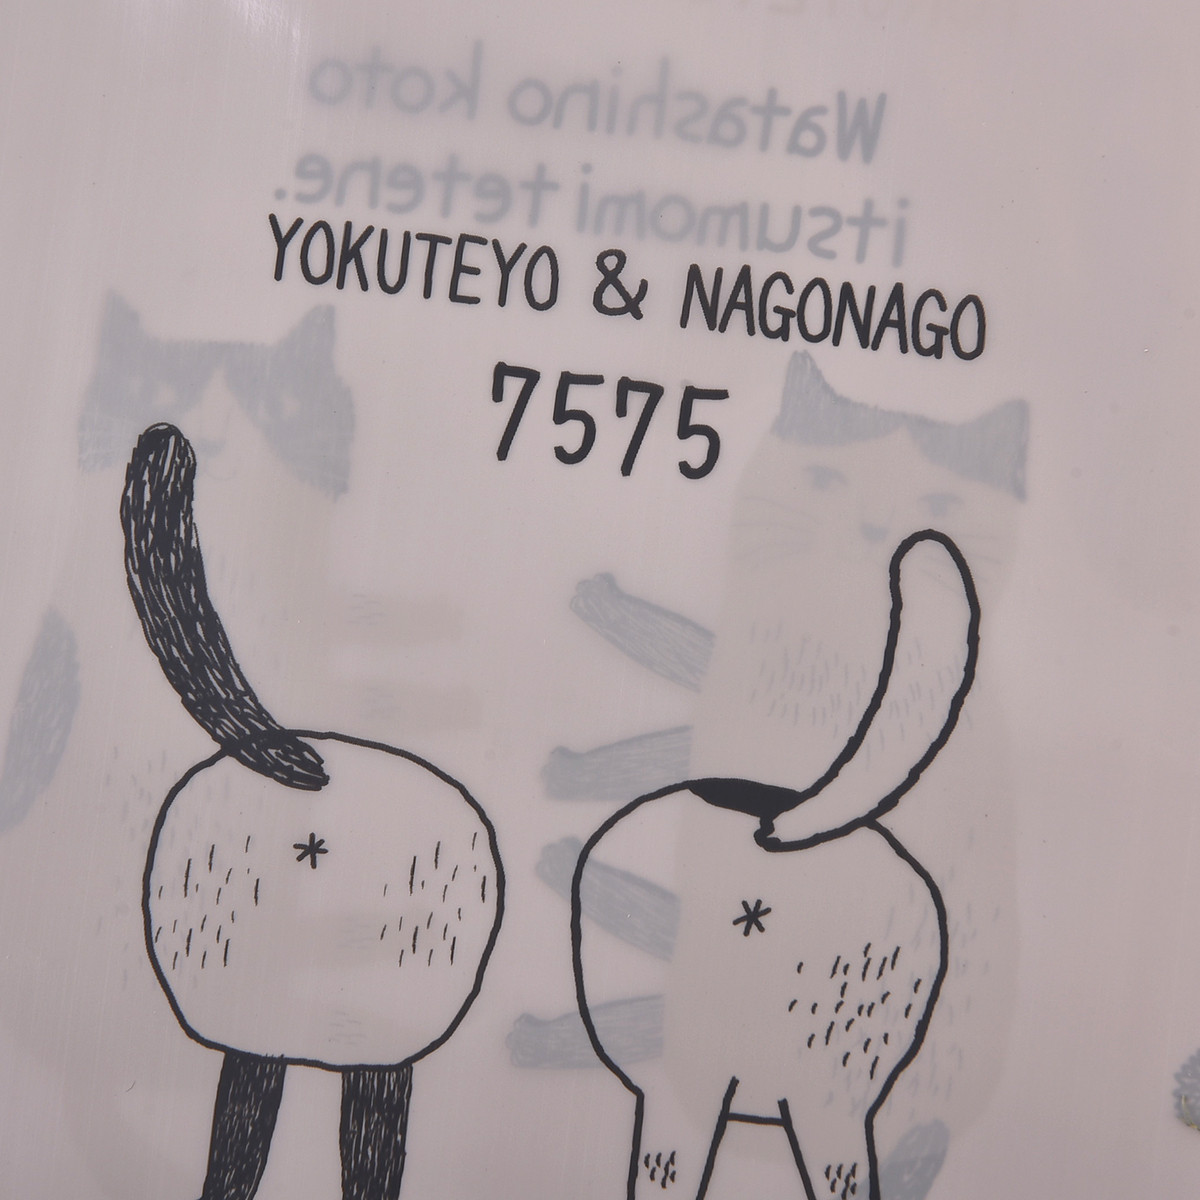 Watashino koto
itsumomi tetene.
YOKUTEYO & NAGONAGO
7575